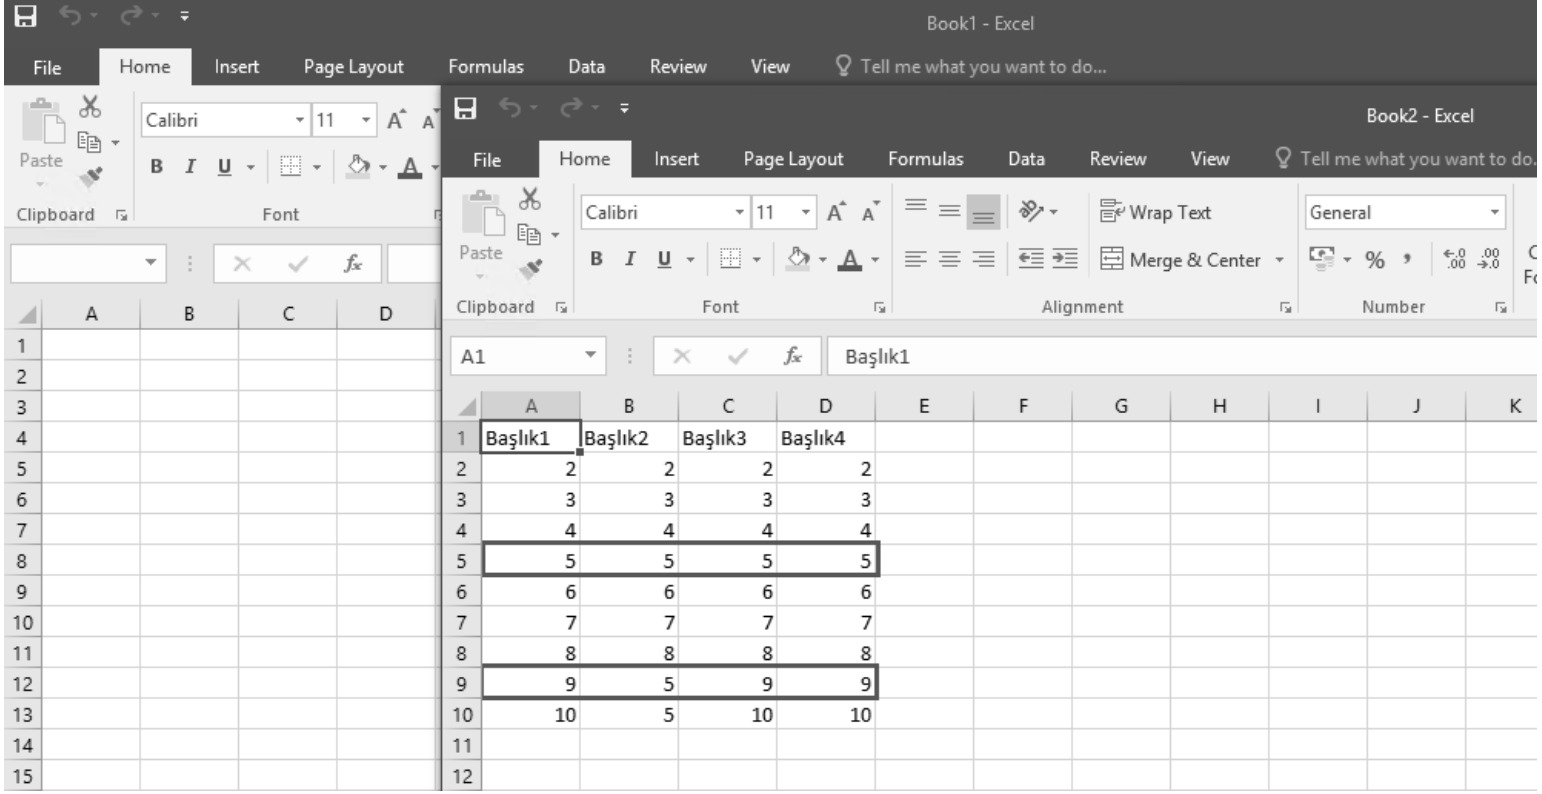 Book1 - Excel
File Home Insert Page Layout Formulas Data Review View Tell me what you want to do...
Calibri 11 A A
Paste B I U A
Clipboard Font
fx
A B C D
1
2
3
4
5
6
7
8
9
10
11
12
13
14
15
Book2 - Excel
File Home Insert Page Layout Formulas Data Review View Tell me what you want to do.
Calibri 11 A A Wrap Text General
Paste B I U A Merge & Center % , .00 .0
Clipboard Font Alignment Number
A1 fx Başlık1
A B C D E F G H I J K
1 Başlık1 Başlık2 Başlık3 Başlık4
2 2 2 2 2
3 3 3 3 3
4 4 4 4 4
5 5 5 5 5
6 6 6 6 6
7 7 7 7 7
8 8 8 8 8
9 9 5 9 9
10 10 5 10 10
11
12